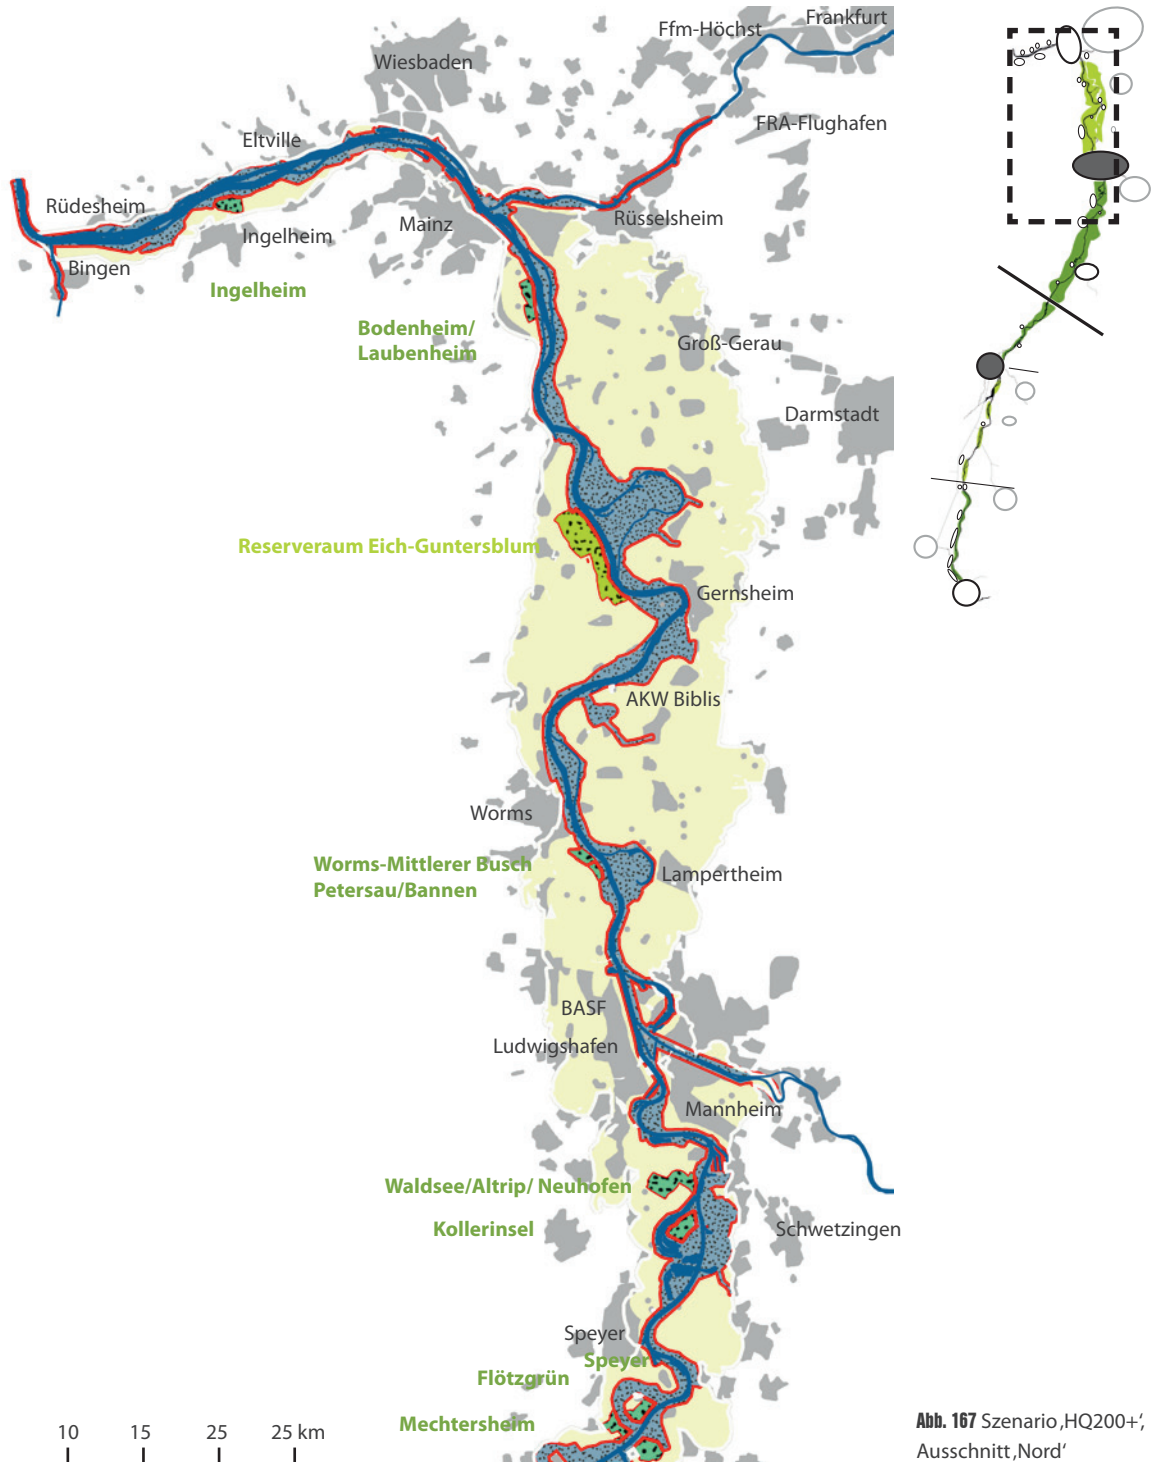 Frankfurt
Ffm-Höchst
Wiesbaden
FRA-Flughafen
Eltville
Rüdesheim
Mainz
Rüsselsheim
Ingelheim
Bingen
Ingelheim
Bodenheim/
Laubenheim
Groß-Gerau
Darmstadt
Reserveraum Eich-Guntersblum
Gernsheim
AKW Biblis
Worms
Worms-Mittlerer Busch
Petersau/Bannen
Lampertheim
BASF
Ludwigshafen
Mannheim
Waldsee/Altrip/ Neuhofen
Kollerinsel
Schwetzingen
Speyer
Speyer
Flötzgrün
Mechtersheim
10 15 25 25 km
Abb. 167 Szenario ‚HQ200+‘,
Ausschnitt ‚Nord‘